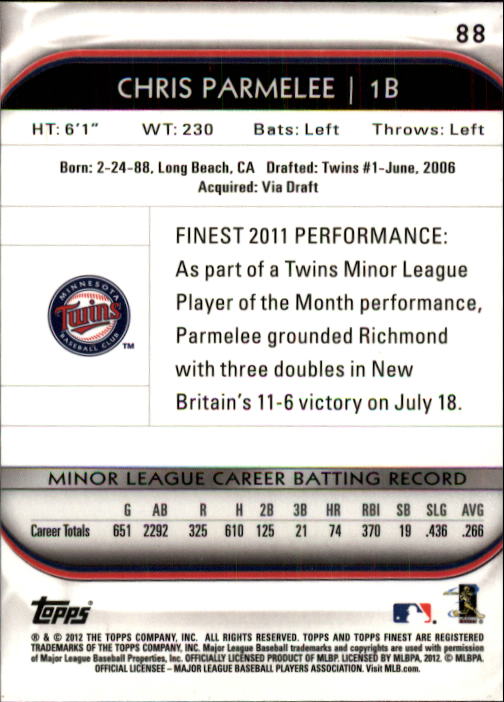 88
CHRIS PARMELEE | 1B
HT: 6'1" WT: 230 Bats: Left Throws: Left
Born: 2-24-88, Long Beach, CA Drafted: Twins #1-June, 2006
Acquired: Via Draft
FINEST 2011 PERFORMANCE:
As part of a Twins Minor League
Player of the Month performance,
Parmelee grounded Richmond
with three doubles in New
Britain's 11-6 victory on July 18.
MINNESOTA
Twins
BASEBALL CLUB
TM
MINOR LEAGUE CAREER BATTING RECORD
G AB R H 2B 3B HR RBI SB SLG AVG
Career Totals 651 2292 325 610 125 21 74 370 19 .436 .266
Topps
® & © 2012 THE TOPPS COMPANY, INC. ALL RIGHTS RESERVED. TOPPS AND TOPPS FINEST ARE REGISTERED
TRADEMARKS OF THE TOPPS COMPANY, INC. Major League Baseball trademarks and copyrights are used with permission
of Major League Baseball Properties, Inc. OFFICIALLY LICENSED PRODUCT OF MLBP. LICENSED BY MLBPA, 2012. © MLBPA.
OFFICIAL LICENSEE – MAJOR LEAGUE BASEBALL PLAYERS ASSOCIATION. Visit MLB.com.